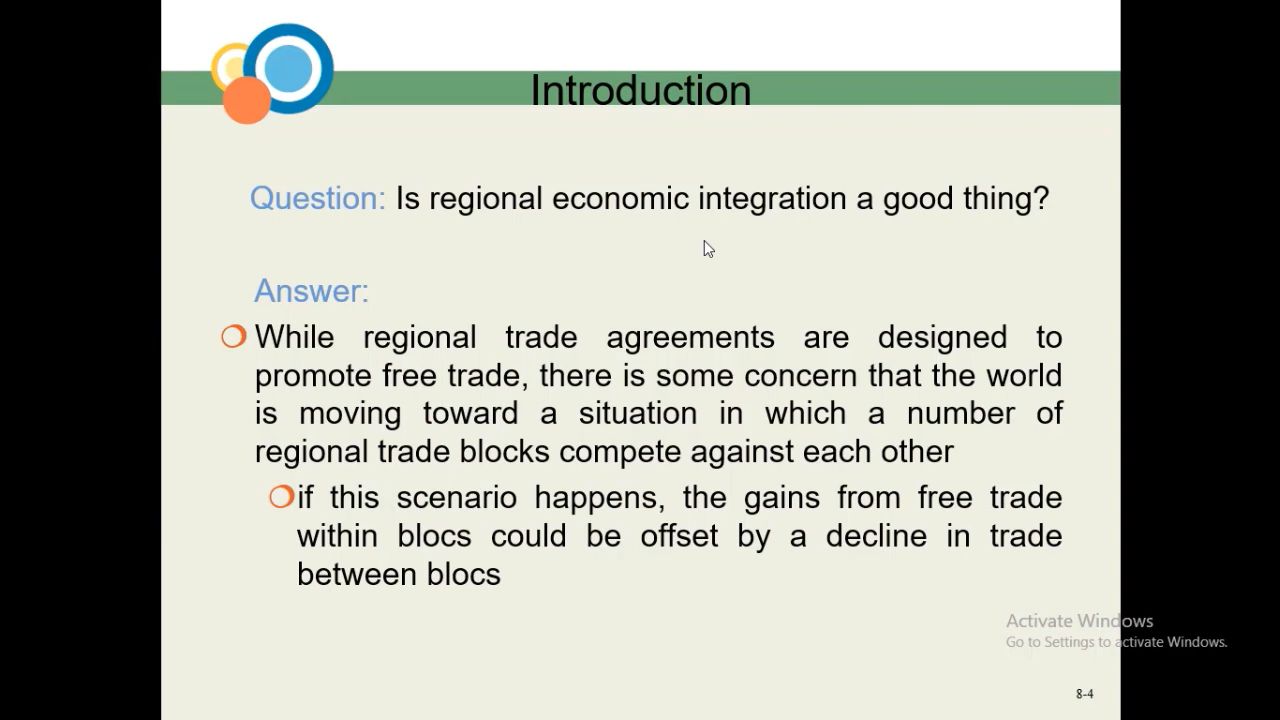 Introduction
Question: Is regional economic integration a good thing?
Answer:
While regional trade agreements are designed to
promote free trade, there is some concern that the world
is moving toward a situation in which a number of
regional trade blocks compete against each other
if this scenario happens, the gains from free trade
within blocs could be offset by a decline in trade
between blocs
Activate Windows
Go to Settings to activate Windows.
8-4